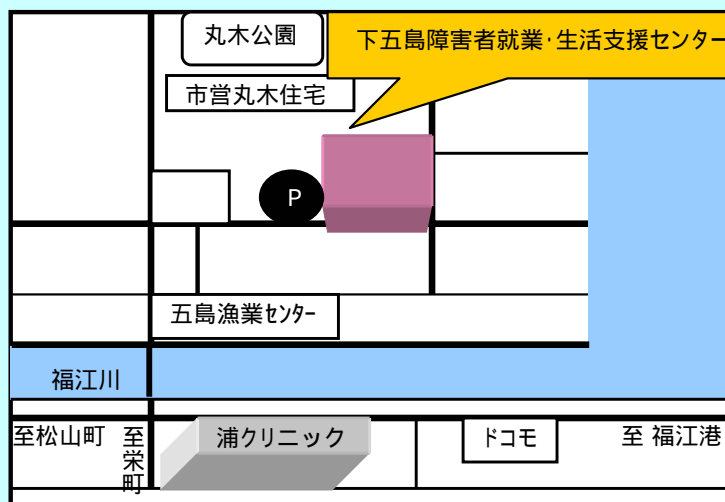 丸木公園
下五島障害者就業･生活支援センター
市営丸木住宅
P
五島漁業ｾﾝﾀｰ
福江川
至松山町
至栄町
浦クリニック
ドコモ
至 福江港